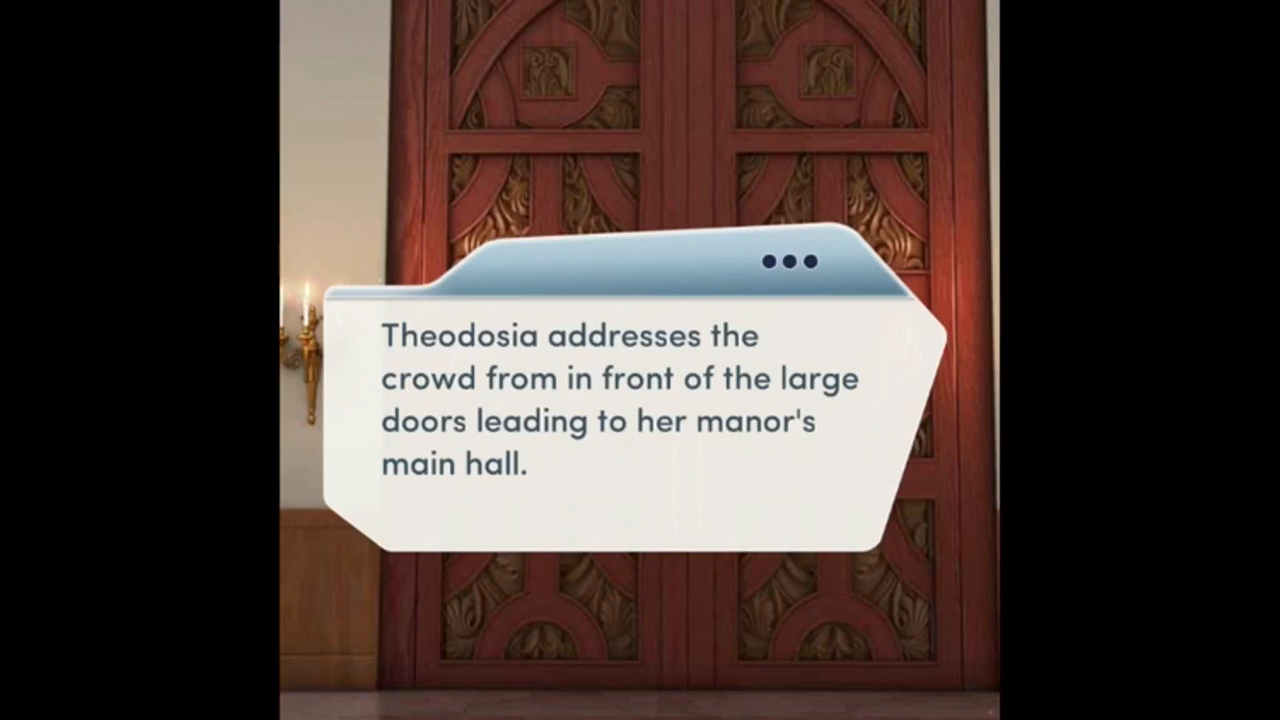 Theodosia addresses the
crowd from in front of the large
doors leading to her manor's
main hall.